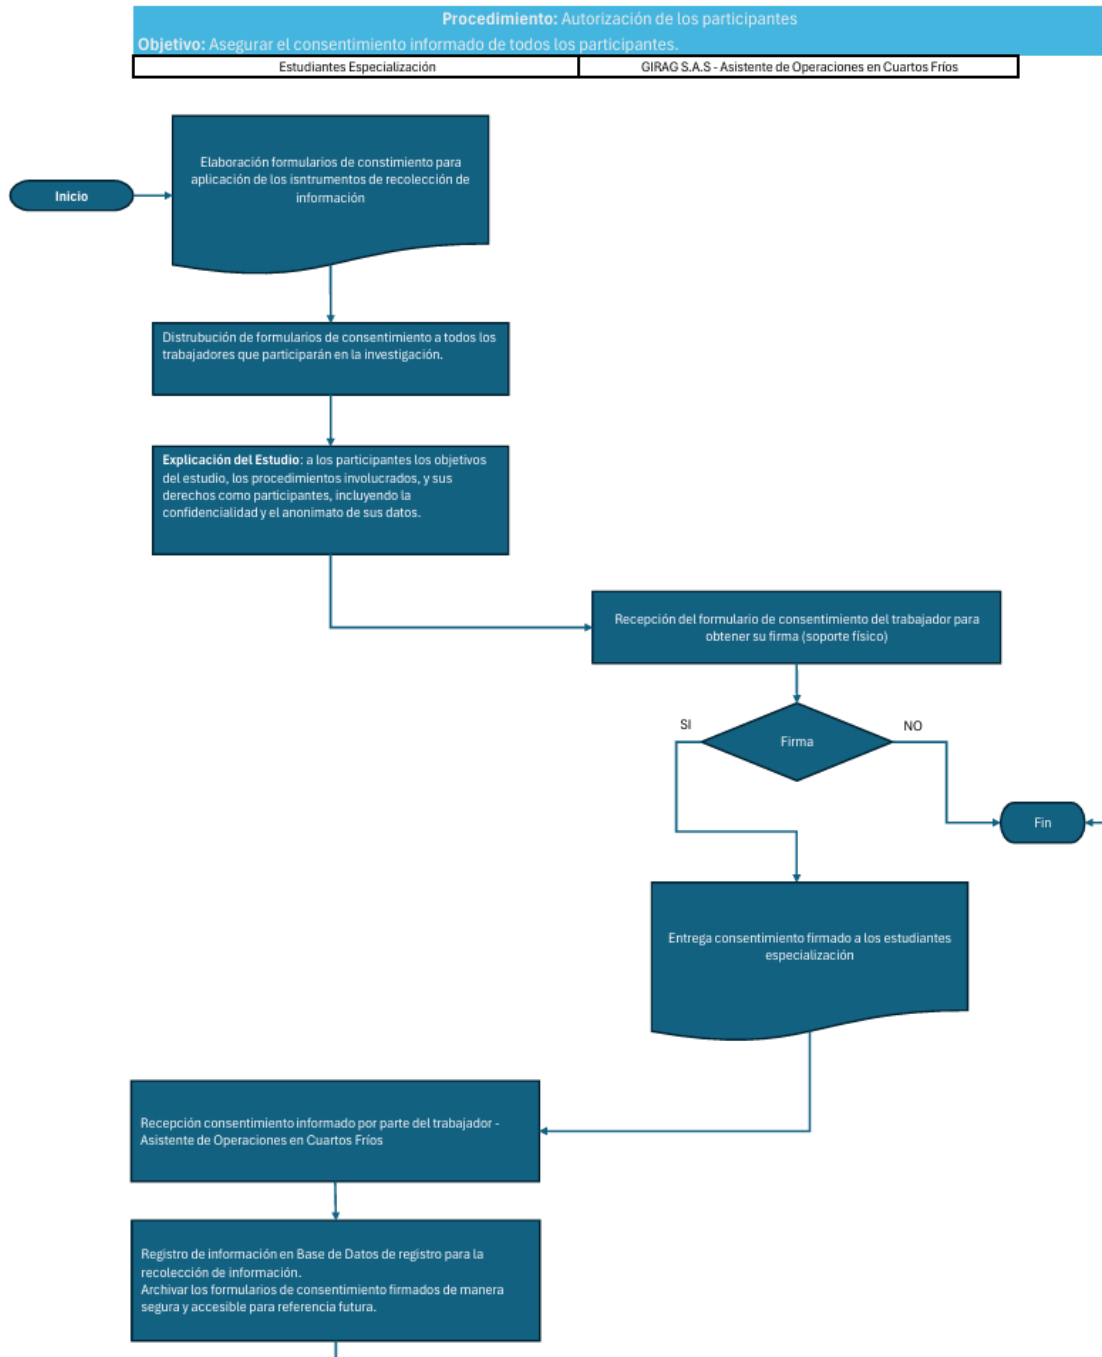 Procedimiento: Autorización de los participantes
Objetivo: Asegurar el consentimiento informado de todos los participantes.
Estudiantes Especialización
GIRAG S.A.S - Asistente de Operaciones en Cuartos Fríos
Inicio
Elaboración formularios de constimiento para
aplicación de los isntrumentos de recolección de
información
Distrubución de formularios de consentimiento a todos los
trabajadores que participarán en la investigación.
Explicación del Estudio: a los participantes los objetivos
del estudio, los procedimientos involucrados, y sus
derechos como participantes, incluyendo la
confidencialidad y el anonimato de sus datos.
Recepción del formulario de consentimiento del trabajador para
obtener su firma (soporte físico)
SI
Firma
NO
Fin
Entrega consentimiento firmado a los estudiantes
especialización
Recepción consentimiento informado por parte del trabajador -
Asistente de Operaciones en Cuartos Fríos
Registro de información en Base de Datos de registro para la
recolección de información.
Archivar los formularios de consentimiento firmados de manera
segura y accesible para referencia futura.